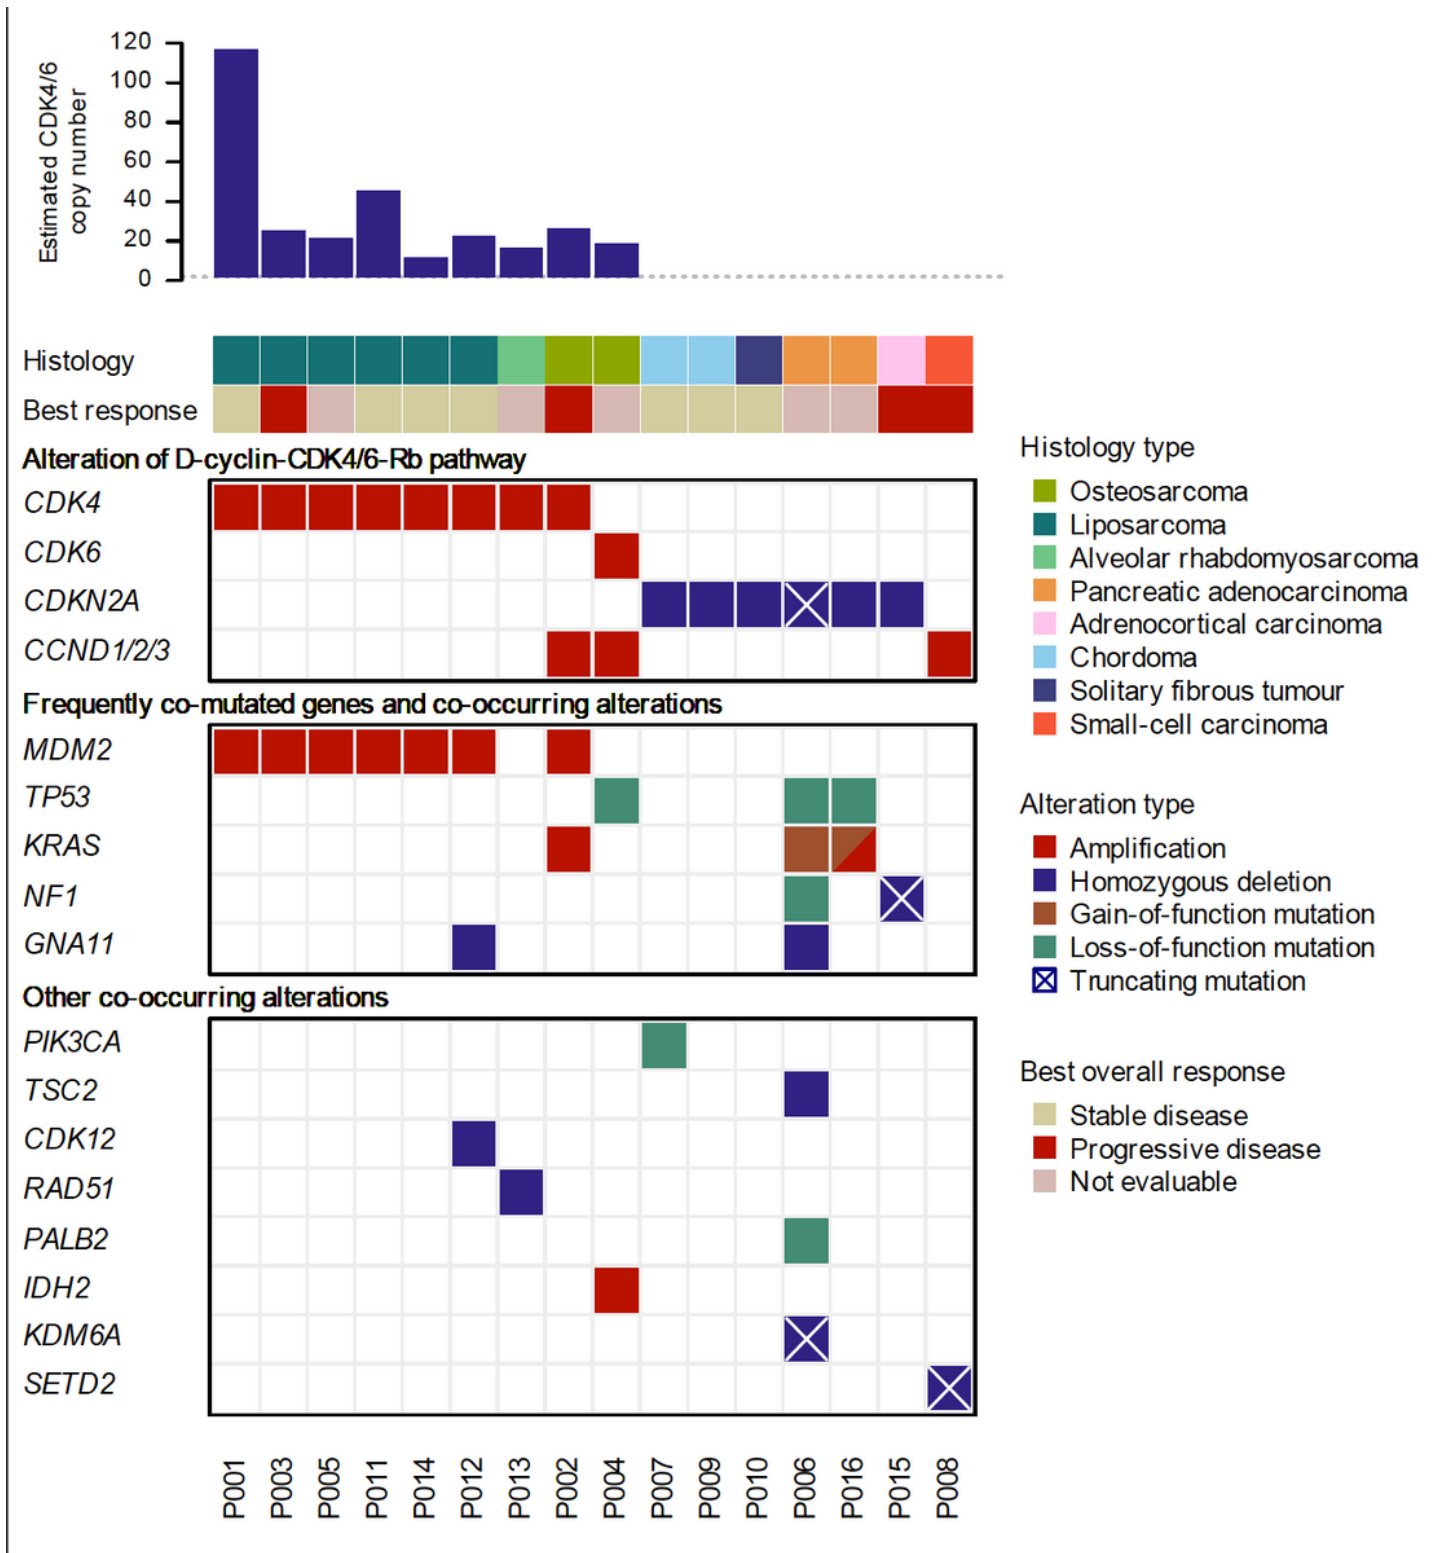 Estimated CDK4/6
copy number
120
100
80
60
40
20
0
Histology
Best response
Alteration of D-cyclin-CDK4/6-Rb pathway
CDK4
CDK6
CDKN2A
CCND1/2/3
Frequently co-mutated genes and co-occurring alterations
MDM2
TP53
KRAS
NF1
GNA11
Other co-occurring alterations
PIK3CA
TSC2
CDK12
RAD51
PALB2
IDH2
KDM6A
SETD2
P001
P003
P005
P011
P014
P012
P013
P002
P004
P007
P009
P010
P006
P016
P015
P008
Histology type
Osteosarcoma
Liposarcoma
Alveolar rhabdomyosarcoma
Pancreatic adenocarcinoma
Adrenocortical carcinoma
Chordoma
Solitary fibrous tumour
Small-cell carcinoma
Alteration type
Amplification
Homozygous deletion
Gain-of-function mutation
Loss-of-function mutation
Truncating mutation
Best overall response
Stable disease
Progressive disease
Not evaluable